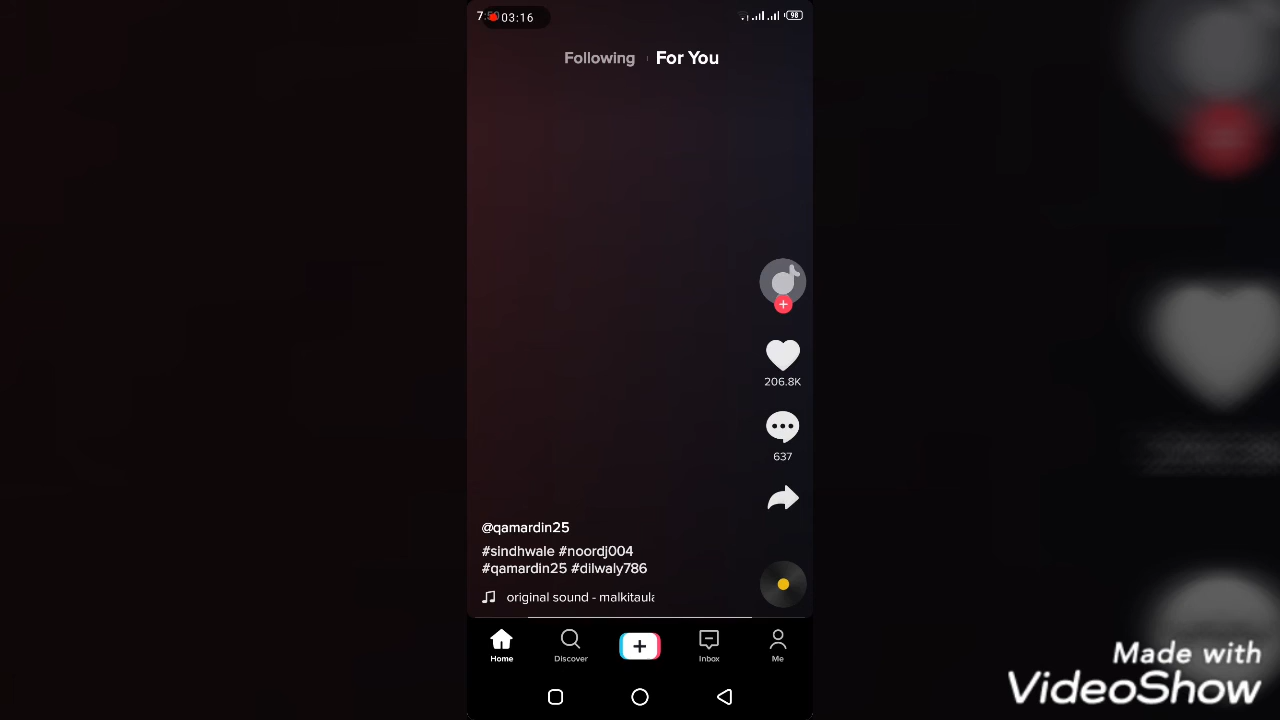 03:16
98
Following
For You
206.8K
637
@qamardin25
#sindhwale #noordj004
#qamardin25 #dilwaly786
original sound - malkitaula
Home
Discover
Inbox
Me
Made with
VideoShow